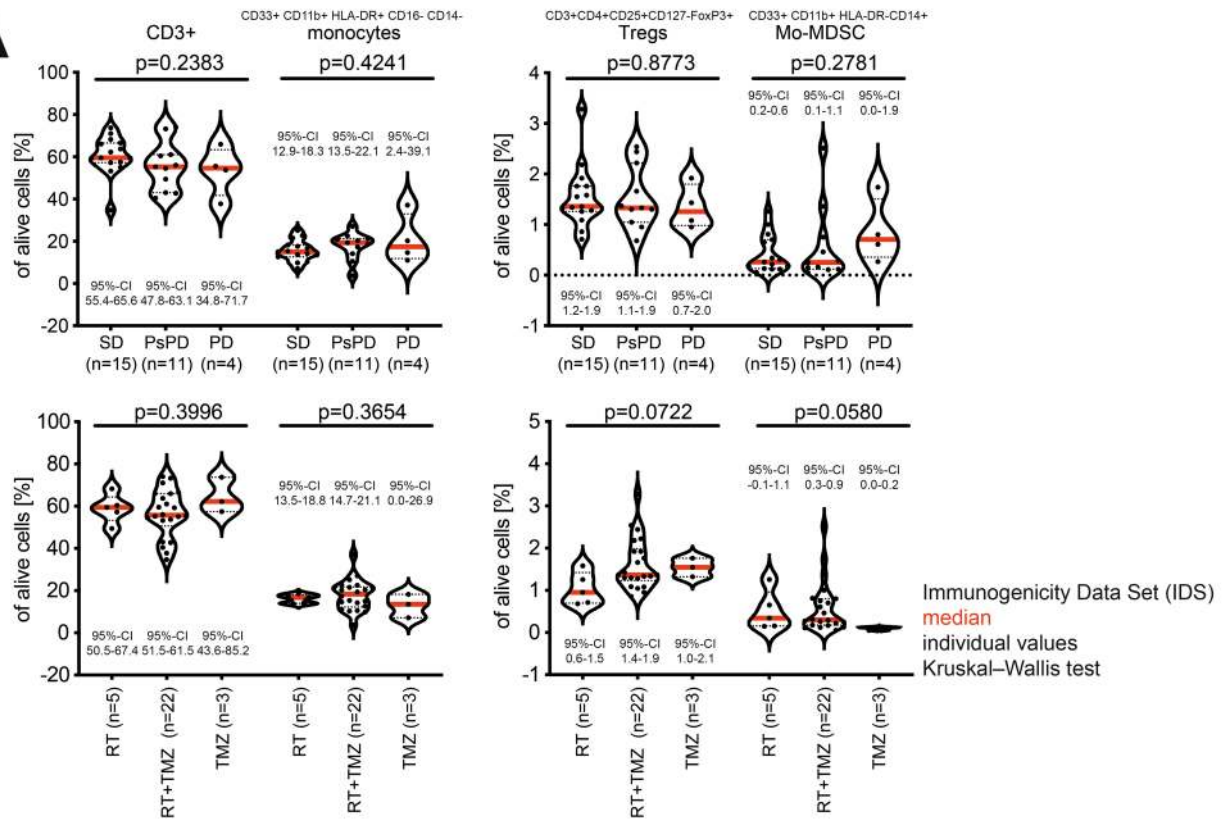 A
CD33+ CD11b+ HLA-DR+ CD16- CD14-
CD3+CD4+CD25+CD127-FoxP3+
CD33+ CD11b+ HLA-DR-CD14+
CD3+
monocytes
Tregs
Mo-MDSC
p=0.2383
p=0.4241
p=0.8773
p=0.2781
of alive cells [%]
100
80
60
40
20
0
-20
95%-CI 95%-CI 95%-CI
55.4-65.6 47.8-63.1 34.8-71.7
95%-CI 95%-CI 95%-CI
12.9-18.3 13.5-22.1 2.4-39.1
SD PsPD PD SD PsPD PD
(n=15) (n=11) (n=4) (n=15) (n=11) (n=4)
of alive cells [%]
4
3
2
1
0
-1
95%-CI 95%-CI 95%-CI
1.2-1.9 1.1-1.9 0.7-2.0
95%-CI 95%-CI 95%-CI
0.2-0.6 0.1-1.1 0.0-1.9
SD PsPD PD SD PsPD PD
(n=15) (n=11) (n=4) (n=15) (n=11) (n=4)
p=0.3996
p=0.3654
p=0.0722
p=0.0580
of alive cells [%]
100
80
60
40
20
0
-20
95%-CI 95%-CI 95%-CI
50.5-67.4 51.5-61.5 43.6-85.2
95%-CI 95%-CI 95%-CI
13.5-18.8 14.7-21.1 0.0-26.9
RT (n=5)
RT+TMZ (n=22)
TMZ (n=3)
RT (n=5)
RT+TMZ (n=22)
TMZ (n=3)
of alive cells [%]
5
4
3
2
1
0
-1
95%-CI 95%-CI 95%-CI
0.6-1.5 1.4-1.9 1.0-2.1
95%-CI 95%-CI 95%-CI
-0.1-1.1 0.3-0.9 0.0-0.2
RT (n=5)
RT+TMZ (n=22)
TMZ (n=3)
RT (n=5)
RT+TMZ (n=22)
TMZ (n=3)
Immunogenicity Data Set (IDS)
median
individual values
Kruskal–Wallis test